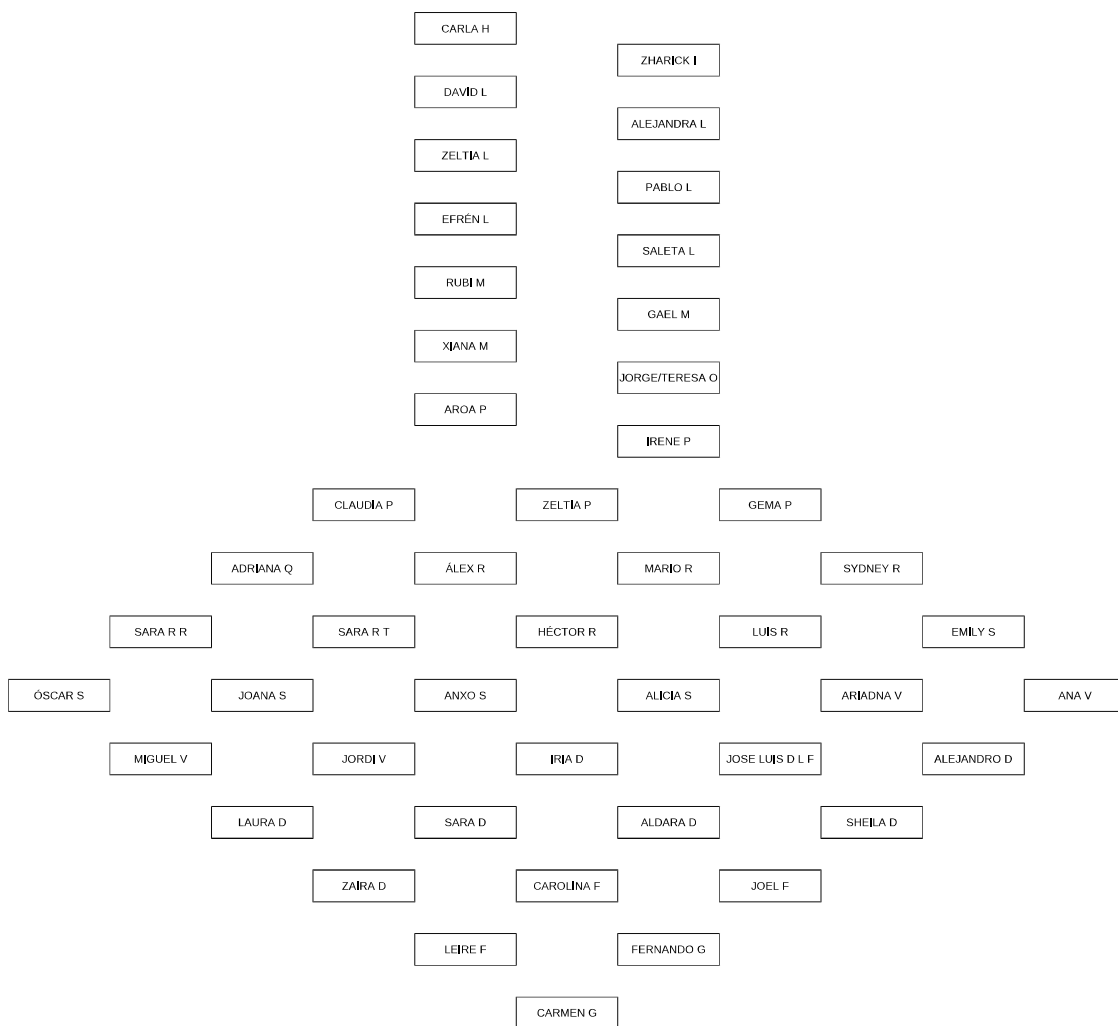 CARLA H
ZHARICK I
DAVID L
ALEJANDRA L
ZELTIA L
PABLO L
EFRÉN L
SALETA L
RUBI M
GAEL M
XIANA M
JORGE/TERESA O
AROA P
IRENE P
CLAUDIA P ZELTIA P GEMA P
ADRIANA Q ÁLEX R MARIO R SYDNEY R
SARA R R SARA R T HÉCTOR R LUIS R EMILY S
ÓSCAR S JOANA S ANXO S ALICIA S ARIADNA V ANA V
MIGUEL V JORDI V IRIA D JOSE LUIS D L F ALEJANDRO D
LAURA D SARA D ALDARA D SHEILA D
ZAIRA D CAROLINA F JOEL F
LEIRE F FERNANDO G
CARMEN G